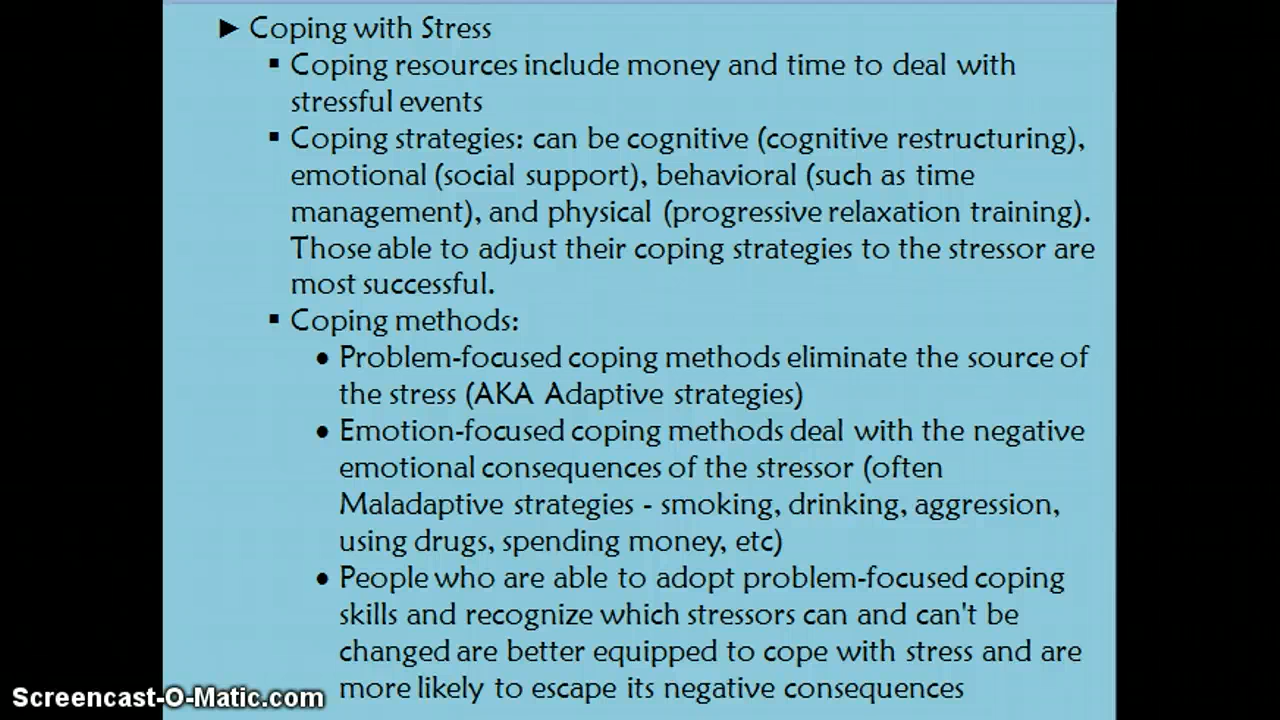 ► Coping with Stress
▪ Coping resources include money and time to deal with
stressful events
▪ Coping strategies: can be cognitive (cognitive restructuring),
emotional (social support), behavioral (such as time
management), and physical (progressive relaxation training).
Those able to adjust their coping strategies to the stressor are
most successful.
▪ Coping methods:
• Problem-focused coping methods eliminate the source of
the stress (AKA Adaptive strategies)
• Emotion-focused coping methods deal with the negative
emotional consequences of the stressor (often
Maladaptive strategies - smoking, drinking, aggression,
using drugs, spending money, etc)
• People who are able to adopt problem-focused coping
skills and recognize which stressors can and can't be
changed are better equipped to cope with stress and are
more likely to escape its negative consequences
Screencast-O-Matic.com